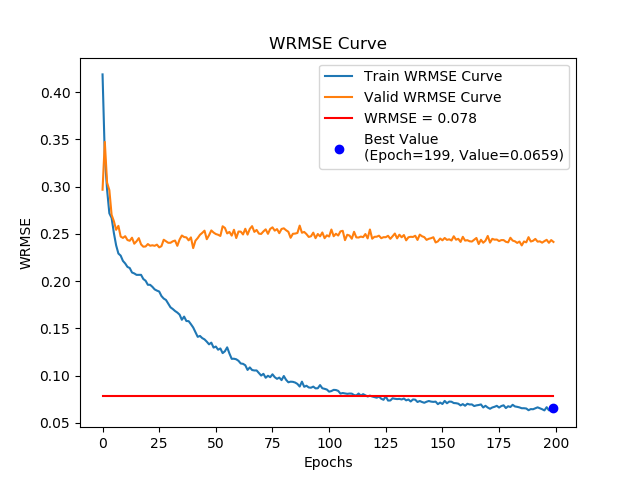 WRMSE Curve
Train WRMSE Curve
Valid WRMSE Curve
WRMSE = 0.078
Best Value
(Epoch=199, Value=0.0659)
WRMSE
0.40
0.35
0.30
0.25
0.20
0.15
0.10
0.05
0 25 50 75 100 125 150 175 200
Epochs